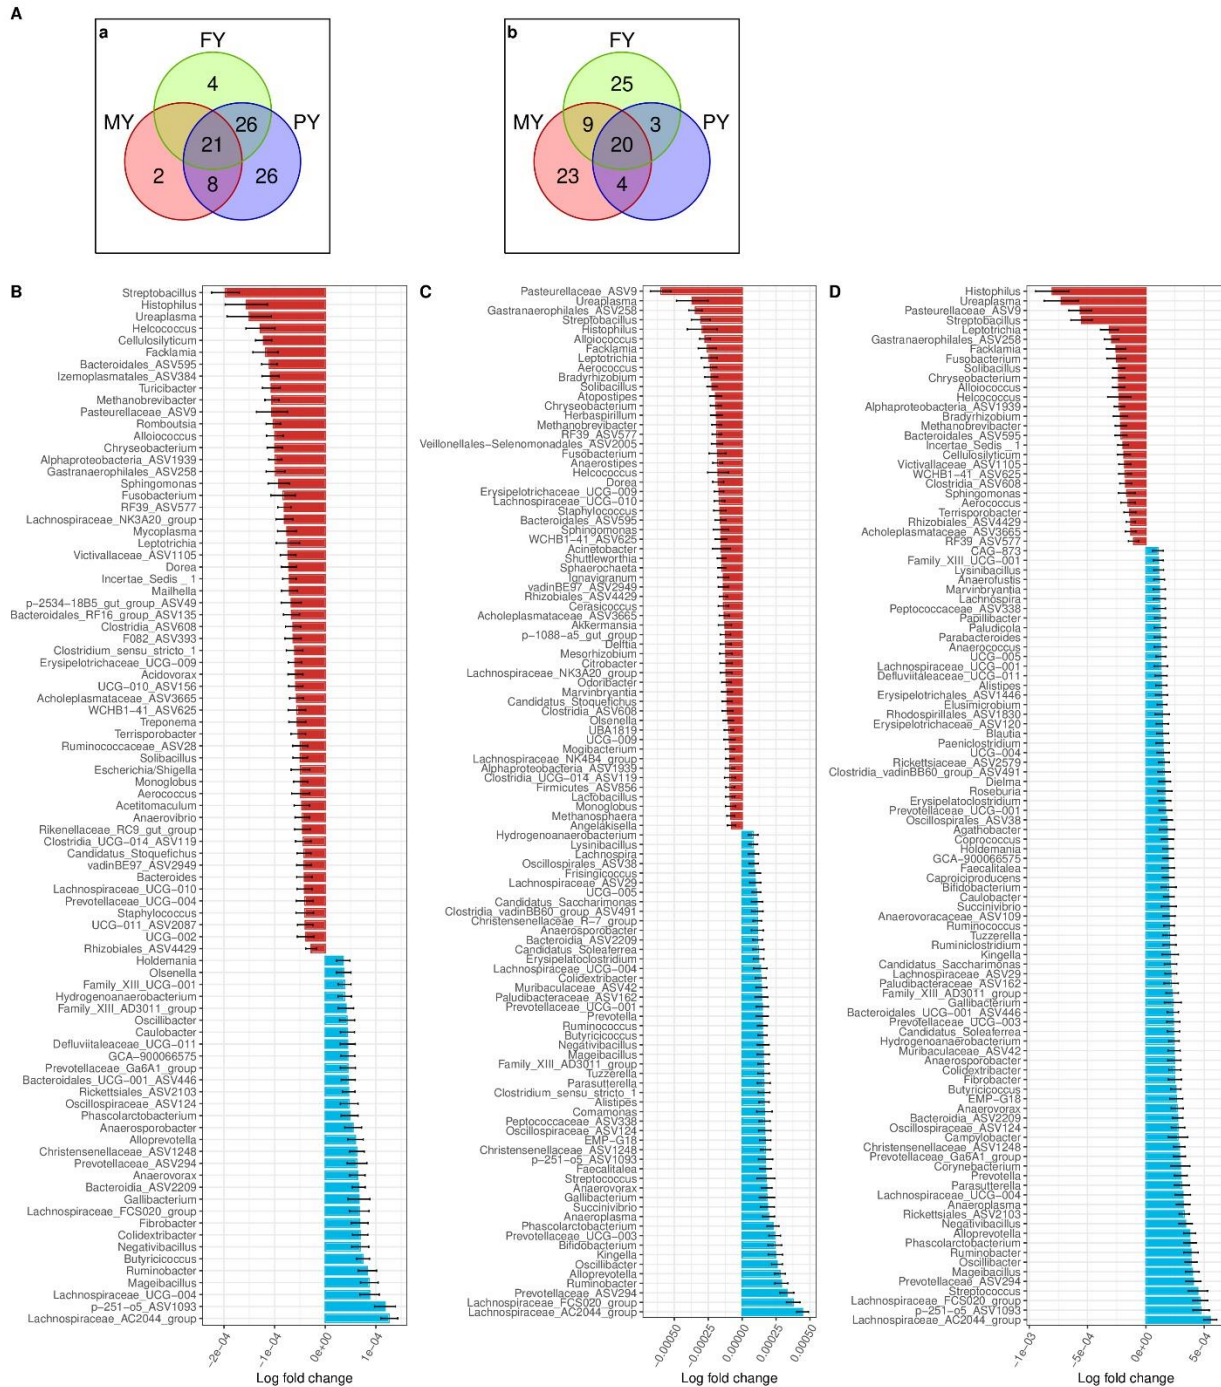 A
a
FY
4
MY
26
PY
21
2
8
26
b
FY
25
MY
9
3
PY
20
23
4
B
Streptobacillus
Histophilus
Ureaplasma
Helcococcus
Cellulosilyticum
Facklamia
Bacteroidales_ASV595
Izemoplasmatales_ASV384
Turicibacter
Methanobrevibacter
Pasteurellaceae_ASV9
Romboutsia
Alloiococcus
Chryseobacterium
Alphaproteobacteria_ASV1939
Gastranaerophilales_ASV258
Sphingomonas
Fusobacterium
RF39_ASV577
Lachnospiraceae_NK3A20_group
Mycoplasma
Leptotrichia
Victivallaceae_ASV1105
Dorea
Incertae_Sedis _ 1
Mailhella
p-2534-18B5_gut_group_ASV49
Bacteroidales_RF16_group_ASV135
Clostridia_ASV608
F082_ASV393
Clostridium_sensu_stricto_1
Erysipelotrichaceae_UCG-009
Acidovorax
UCG-010_ASV156
Acholeplasmataceae_ASV3665
WCHB1-41_ASV625
Treponema
Terrisporobacter
Ruminococcaceae_ASV28
Solibacillus
Escherichia/Shigella
Monoglobus
Aerococcus
Acetitomaculum
Anaerovibrio
Rikenellaceae_RC9_gut_group
Clostridia_UCG-014_ASV119
Candidatus_Stoquefichus
vadinBE97_ASV2949
Bacteroides
Lachnospiraceae_UCG-010
Prevotellaceae_UCG-004
Staphylococcus
UCG-011_ASV2087
UCG-002
Rhizobiales_ASV4429
Holdemania
Olsenella
Family_XIII_UCG-001
Hydrogenoanaerobacterium
Family_XIII_AD3011_group
Oscillibacter
Caulobacter
Defluviitaleaceae_UCG-011
GCA-900066575
Prevotellaceae_Ga6A1_group
Bacteroidales_UCG-001_ASV446
Rickettsiales_ASV2103
Oscillospiraceae_ASV124
Phascolarctobacterium
Anaerosporobacter
Alloprevotella
Christensenellaceae_ASV1248
Prevotellaceae_ASV294
Anaerovorax
Bacteroidia_ASV2209
Gallibacterium
Lachnospiraceae_FCS020_group
Fibrobacter
Colidextribacter
Negativibacillus
Butyricicoccus
Ruminobacter
Mageibacillus
Lachnospiraceae_UCG-004
p-251-o5_ASV1093
Lachnospiraceae_AC2044_group
-2e-04
-1e-04
0e+00
1e-04
Log fold change
C
Pasteurellaceae_ASV9
Ureaplasma
Gastranaerophilales_ASV258
Streptobacillus
Histophilus
Alloiococcus
Facklamia
Leptotrichia
Aerococcus
Bradyrhizobium
Solibacillus
Atopostipes
Chryseobacterium
Herbaspirillum
Methanobrevibacter
RF39_ASV577
Veillonellales-Selenomonadales_ASV2005
Fusobacterium
Anaerostipes
Helcococcus
Dorea
Erysipelotrichaceae_UCG-009
Lachnospiraceae_UCG-010
Staphylococcus
Bacteroidales_ASV595
Sphingomonas
WCHB1-41_ASV625
Acinetobacter
Shuttleworthia
Sphaerochaeta
Ignavigranum
vadinBE97_ASV2949
Rhizobiales_ASV4429
Cerasicoccus
Acholeplasmataceae_ASV3665
Akkermansia
p-1088-a5_gut_group
Delftia
Mesorhizobium
Citrobacter
Lachnospiraceae_NK3A20_group
Odoribacter
Marvinbryantia
Candidatus_Stoquefichus
Clostridia_ASV608
Olsenella
UBA1819
UCG-009
Mogibacterium
Lachnospiraceae_NK4B4_group
Alphaproteobacteria_ASV1939
Clostridia_UCG-014_ASV119
Firmicutes_ASV856
Lactobacillus
Monoglobus
Methanosphaera
Angelakisella
Hydrogenoanaerobacterium
Lysinibacillus
Lachnospira
Oscillospirales_ASV38
Frisingicoccus
Lachnospiraceae_ASV29
UCG-005
Candidatus_Saccharimonas
Clostridia_vadinBB60_group_ASV491
Christensenellaceae_R-7_group
Anaerosporobacter
Bacteroidia_ASV2209
Candidatus_Soleaferrea
Erysipelatoclostridium
Lachnospiraceae_UCG-004
Colidextribacter
Muribaculaceae_ASV42
Paludibacteraceae_ASV162
Prevotellaceae_UCG-001
Prevotella
Ruminococcus
Butyricicoccus
Negativibacillus
Mageibacillus
Family_XIII_AD3011_group
Tuzzerella
Parasutterella
Clostridium_sensu_stricto_1
Alistipes
Comamonas
Peptococcaceae_ASV338
Oscillospiraceae_ASV124
EMP-G18
Christensenellaceae_ASV1248
p-251-o5_ASV1093
Faecalitalea
Streptococcus
Anaerovorax
Gallibacterium
Succinivibrio
Anaeroplasma
Phascolarctobacterium
Prevotellaceae_UCG-003
Bifidobacterium
Kingella
Oscillibacter
Alloprevotella
Ruminobacter
Prevotellaceae_ASV294
Lachnospiraceae_FCS020_group
Lachnospiraceae_AC2044_group
-0.00050
-0.00025
0.00000
0.00025
0.00050
Log fold change
D
Histophilus
Ureaplasma
Pasteurellaceae_ASV9
Streptobacillus
Leptotrichia
Gastranaerophilales_ASV258
Facklamia
Fusobacterium
Solibacillus
Chryseobacterium
Alloiococcus
Helcococcus
Alphaproteobacteria_ASV1939
Bradyrhizobium
Methanobrevibacter
Bacteroidales_ASV595
Incertae_Sedis _ 1
Cellulosilyticum
Victivallaceae_ASV1105
WCHB1-41_ASV625
Clostridia_ASV608
Sphingomonas
Aerococcus
Terrisporobacter
Rhizobiales_ASV4429
Acholeplasmataceae_ASV3665
RF39_ASV577
CAG-873
Family_XIII_UCG-001
Lysinibacillus
Anaerofustis
Marvinbryantia
Lachnospira
Peptococcaceae_ASV338
Papillibacter
Paludicola
Parabacteroides
Anaerococcus
UCG-005
Lachnospiraceae_UCG-001
Defluviitaleaceae_UCG-011
Alistipes
Erysipelotrichales_ASV1446
Elusimicrobium
Rhodospirillales_ASV1830
Erysipelotrichaceae_ASV120
Blautia
Paeniclostridium
UCG-004
Rickettsiaceae_ASV2579
Clostridia_vadinBB60_group_ASV491
Dielma
Roseburia
Erysipelatoclostridium
Prevotellaceae_UCG-001
Oscillospirales_ASV38
Agathobacter
Coprococcus
Holdemania
GCA-900066575
Faecalitalea
Caproiciproducens
Bifidobacterium
Caulobacter
Succinivibrio
Anaerovoracaceae_ASV109
Ruminococcus
Tuzzerella
Ruminiclostridium
Kingella
Candidatus_Saccharimonas
Lachnospiraceae_ASV29
Paludibacteraceae_ASV162
Family_XIII_AD3011_group
Gallibacterium
Bacteroidales_UCG-001_ASV446
Prevotellaceae_UCG-003
Candidatus_Soleaferrea
Hydrogenoanaerobacterium
Muribaculaceae_ASV42
Anaerosporobacter
Colidextribacter
Fibrobacter
Butyricicoccus
EMP-G18
Anaerovorax
Bacteroidia_ASV2209
Oscillospiraceae_ASV124
Campylobacter
Christensenellaceae_ASV1248
Prevotellaceae_Ga6A1_group
Corynebacterium
Prevotella
Parasutterella
Lachnospiraceae_UCG-004
Anaeroplasma
Rickettsiales_ASV2103
Negativibacillus
Alloprevotella
Phascolarctobacterium
Ruminobacter
Oscillibacter
Mageibacillus
Prevotellaceae_ASV294
Streptococcus
Lachnospiraceae_FCS020_group
p-251-o5_ASV1093
Lachnospiraceae_AC2044_group
-1e-03
-5e-04
0e+00
5e-04
Log fold change